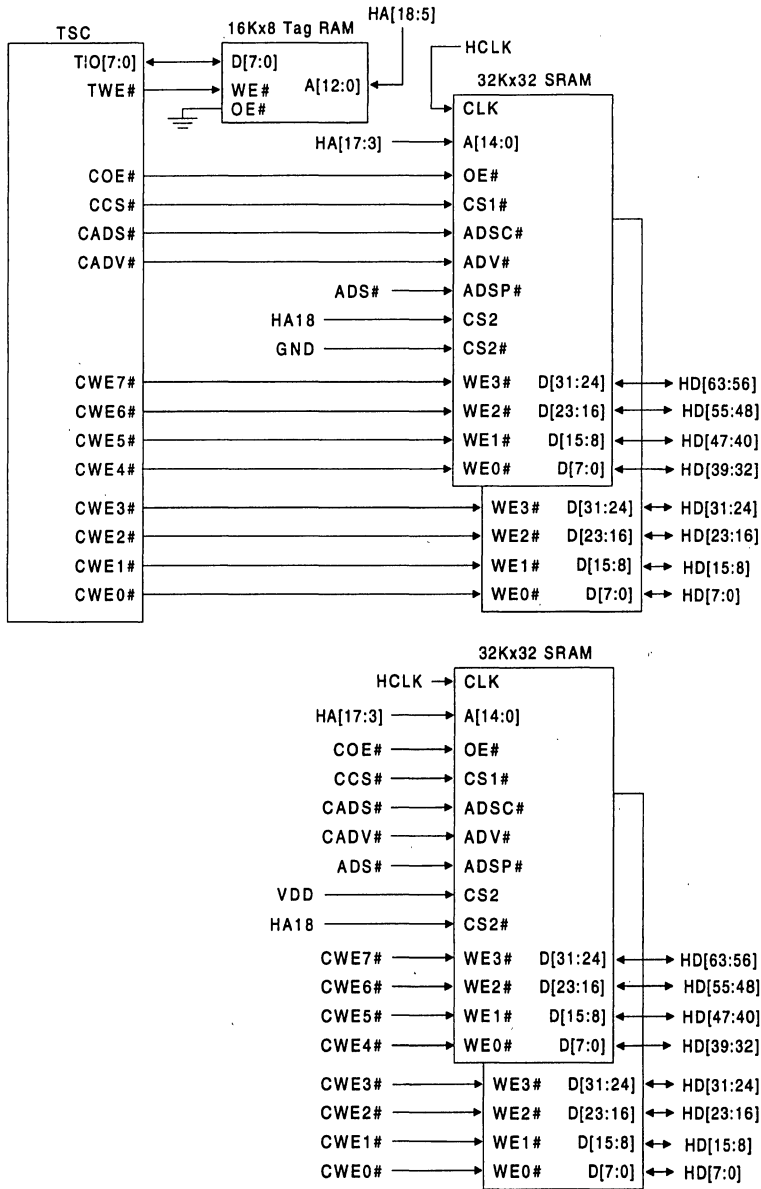 TSC
16Kx8 Tag RAM
HA[18:5]
TIO[7:0] D[7:0]
TWE# WE# A[12:0]
OE#
HCLK
32Kx32 SRAM
CLK
HA[17:3] A[14:0]
COE# OE#
CCS# CS1#
CADS# ADSC#
CADV# ADV#
ADS# ADSP#
HA18 CS2
GND CS2#
CWE7# WE3# D[31:24] HD[63:56]
CWE6# WE2# D[23:16] HD[55:48]
CWE5# WE1# D[15:8] HD[47:40]
CWE4# WE0# D[7:0] HD[39:32]
CWE3# WE3# D[31:24] HD[31:24]
CWE2# WE2# D[23:16] HD[23:16]
CWE1# WE1# D[15:8] HD[15:8]
CWE0# WE0# D[7:0] HD[7:0]
32Kx32 SRAM
HCLK CLK
HA[17:3] A[14:0]
COE# OE#
CCS# CS1#
CADS# ADSC#
CADV# ADV#
ADS# ADSP#
VDD CS2
HA18 CS2#
CWE7# WE3# D[31:24] HD[63:56]
CWE6# WE2# D[23:16] HD[55:48]
CWE5# WE1# D[15:8] HD[47:40]
CWE4# WE0# D[7:0] HD[39:32]
CWE3# WE3# D[31:24] HD[31:24]
CWE2# WE2# D[23:16] HD[23:16]
CWE1# WE1# D[15:8] HD[15:8]
CWE0# WE0# D[7:0] HD[7:0]